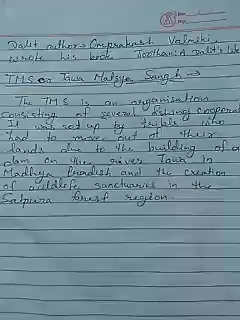 Dalit author Omprakash Valmiki
wrote his book Joothan: A Dalit's Life
TMS or Tawa Matsya Sangh →
The TMS is an organisation
consisting of several fishing coopera
It was set up by tribals who
had to move out of their
lands due to the building of a
dam on the river Tawa in
Madhya Pradesh and the creation
of wildlife sanctuaries in the
Satpura forest region.